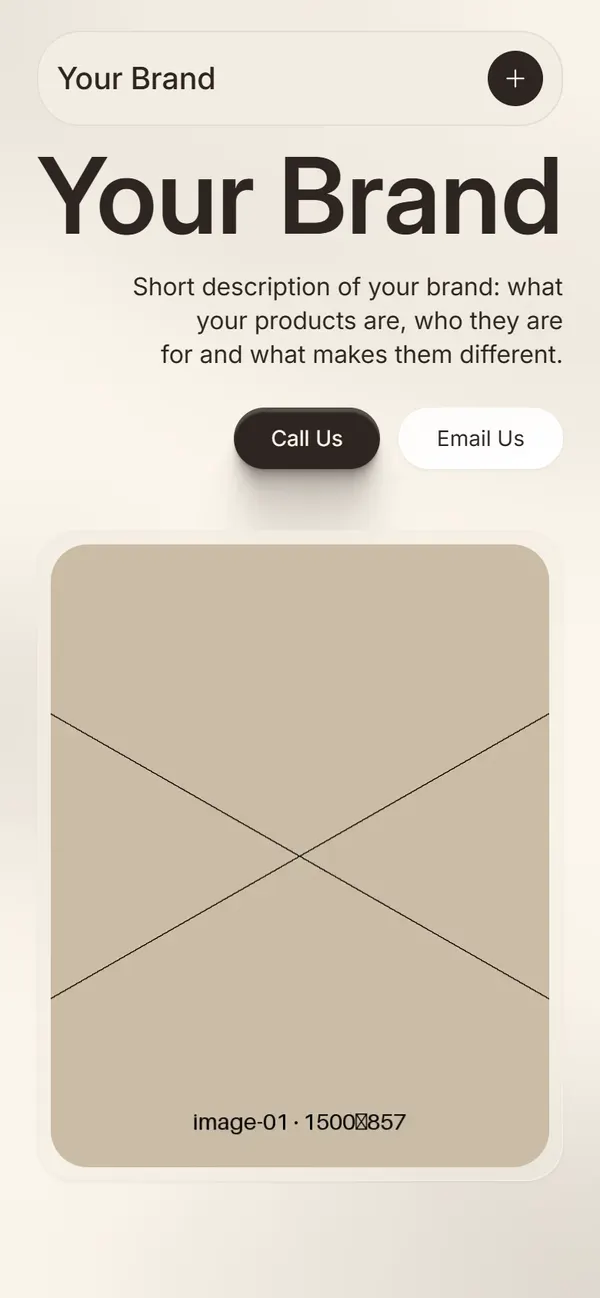 Your Brand
Your Brand
Short description of your brand: what
your products are, who they are
for and what makes them different.
Call Us
Email Us
image-01 · 1500☒857